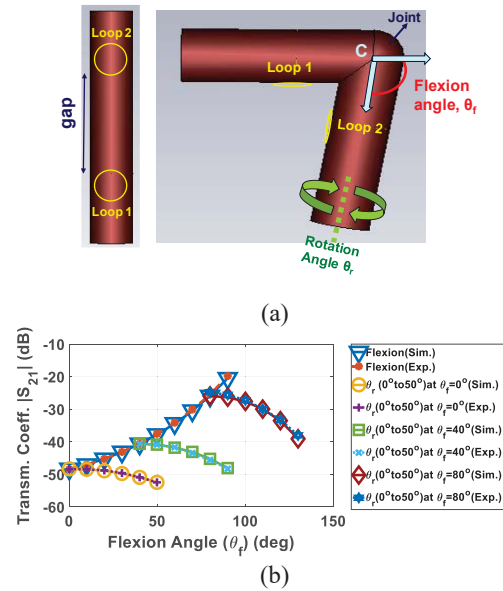 Loop 2
gap
Loop 1
Joint
C
Loop 1
Flexion
angle, θf
Loop 2
Rotation
Angle θr
(a)
Transm. Coeff. |S21| (dB)
-10
-20
-30
-40
-50
-60
0
50
100
150
Flexion Angle (θf) (deg)
Flexion(Sim.)
Flexion(Exp.)
θr (0°to50°)at θf=0°(Sim.)
θr (0°to50°)at θf=0°(Exp.)
θr (0°to50°)at θf=40°(Sim.)
θr (0°to50°)at θf=40°(Exp.)
θr (0°to50°)at θf=80°(Sim.)
θr (0°to50°)at θf=80°(Exp.)
(b)